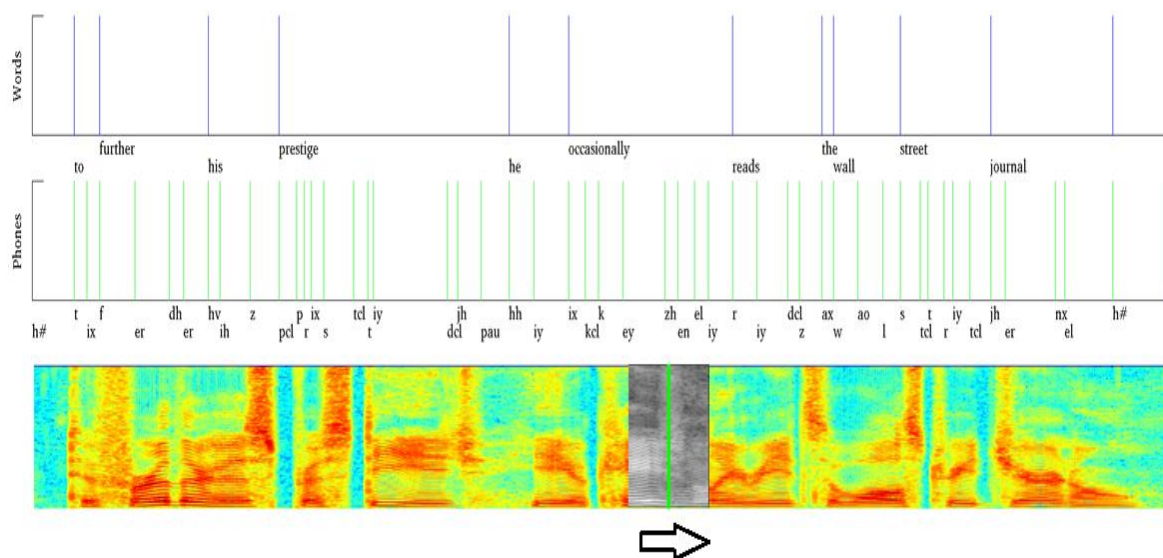 Words
further prestige occasionally the street
to his he reads wall journal
Phones
t f dh hv z p ix tcl iy jh hh ix k zh el r dcl ax ao s t iy jh nx h#
h# ix er er ih pcl r s t dcl pau iy kcl ey en iy iy z w l tcl r tcl er el